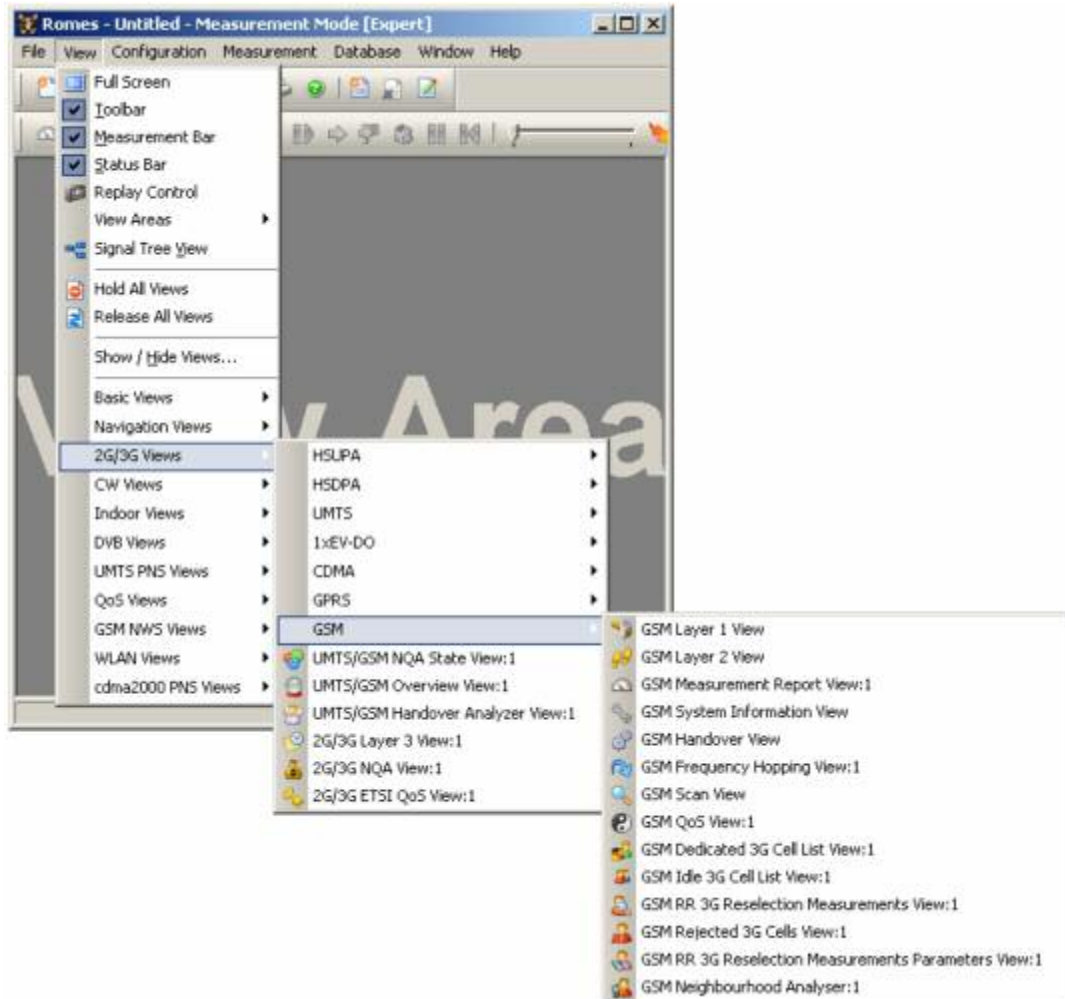 Romes - Untitled - Measurement Mode [Expert]
File View Configuration Measurement Database Window Help
Full Screen
Toolbar
Measurement Bar
Status Bar
Replay Control
View Areas
Signal Tree View
Hold All Views
Release All Views
Show / Hide Views...
Basic Views
Navigation Views
2G/3G Views
CW Views
Indoor Views
DVB Views
UMTS PNS Views
QoS Views
GSM NWS Views
WLAN Views
cdma2000 PNS Views
Area
HSUPA
HSDPA
UMTS
1xEV-DO
CDMA
GPRS
GSM
UMTS/GSM NQA State View:1
UMTS/GSM Overview View:1
UMTS/GSM Handover Analyzer View:1
2G/3G Layer 3 View:1
2G/3G NQA View:1
2G/3G ETSI QoS View:1
GSM Layer 1 View
GSM Layer 2 View
GSM Measurement Report View:1
GSM System Information View
GSM Handover View
GSM Frequency Hopping View:1
GSM Scan View
GSM QoS View:1
GSM Dedicated 3G Cell List View:1
GSM Idle 3G Cell List View:1
GSM RR 3G Reselection Measurements View:1
GSM Rejected 3G Cells View:1
GSM RR 3G Reselection Measurements Parameters View:1
GSM Neighbourhood Analyser:1